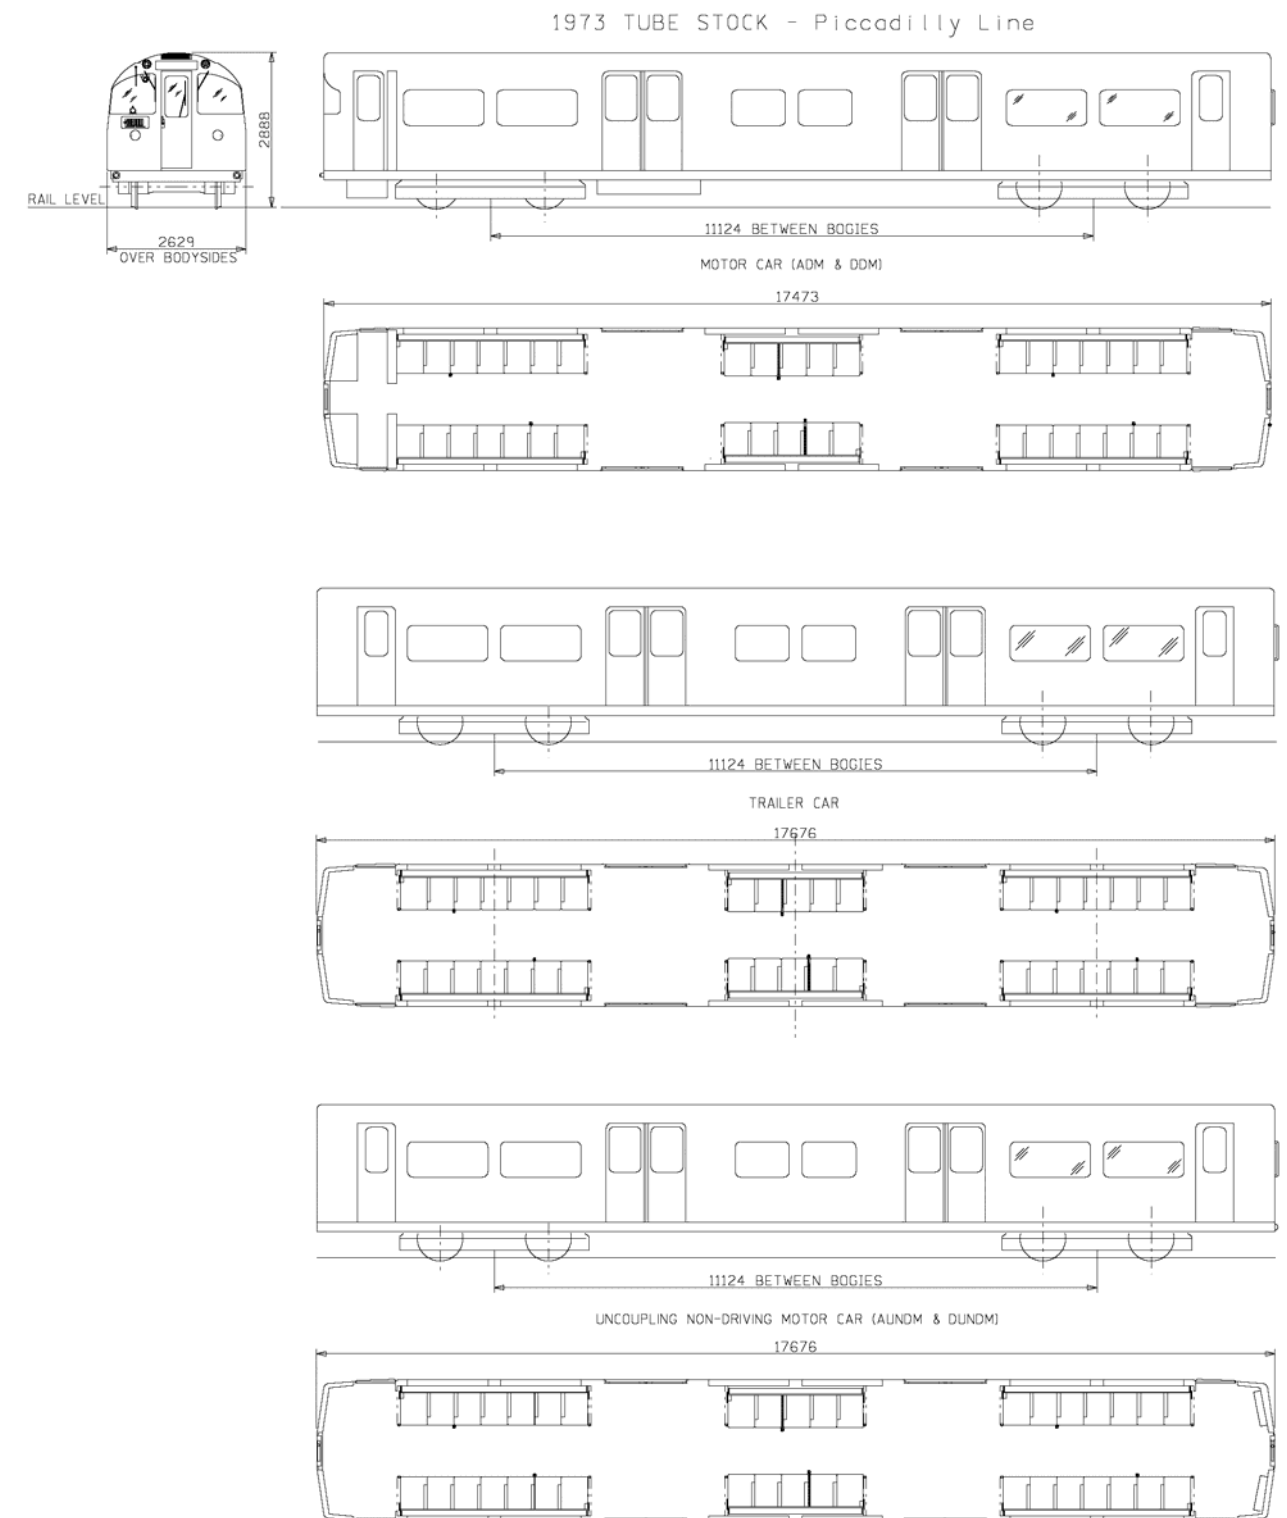 1973 TUBE STOCK - Piccadilly Line
2888
RAIL LEVEL
2629
OVER BODYSIDES
11124 BETWEEN BOGIES
MOTOR CAR (ADM & DDM)
17473
11124 BETWEEN BOGIES
TRAILER CAR
17676
11124 BETWEEN BOGIES
UNCOUPLING NON-DRIVING MOTOR CAR (AUNDM & DUNDM)
17676